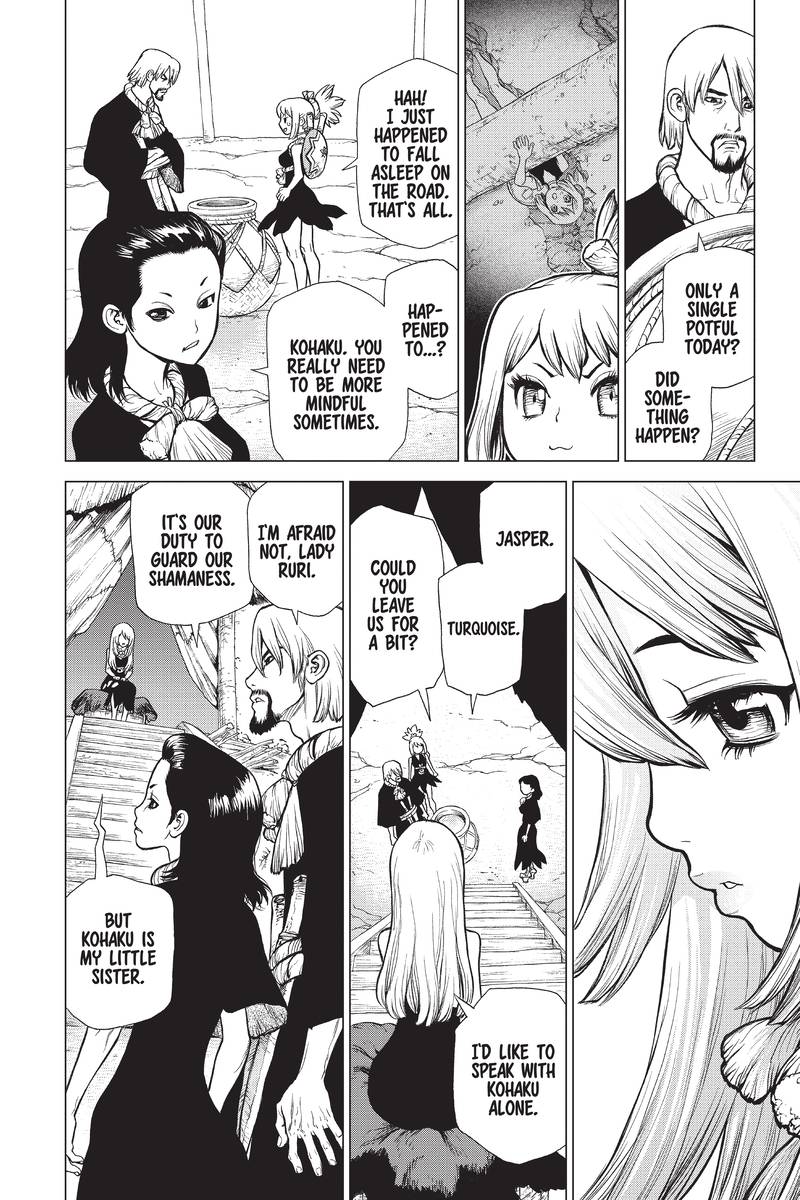 ONLY A
SINGLE
POTFUL
TODAY?
DID
SOME-
THING
HAPPEN?
HAH!
I JUST
HAPPENED
TO FALL
ASLEEP ON
THE ROAD.
THAT'S ALL.
HAP-
PENED
TO...?
KOHAKU. YOU
REALLY NEED
TO BE MORE
MINDFUL
SOMETIMES.
JASPER.
TURQUOISE.
COULD
YOU
LEAVE
US FOR
A BIT?
I'D LIKE TO
SPEAK WITH
KOHAKU
ALONE.
I'M AFRAID
NOT, LADY
RURI.
IT'S OUR
DUTY TO
GUARD OUR
SHAMANESS.
BUT
KOHAKU IS
MY LITTLE
SISTER.